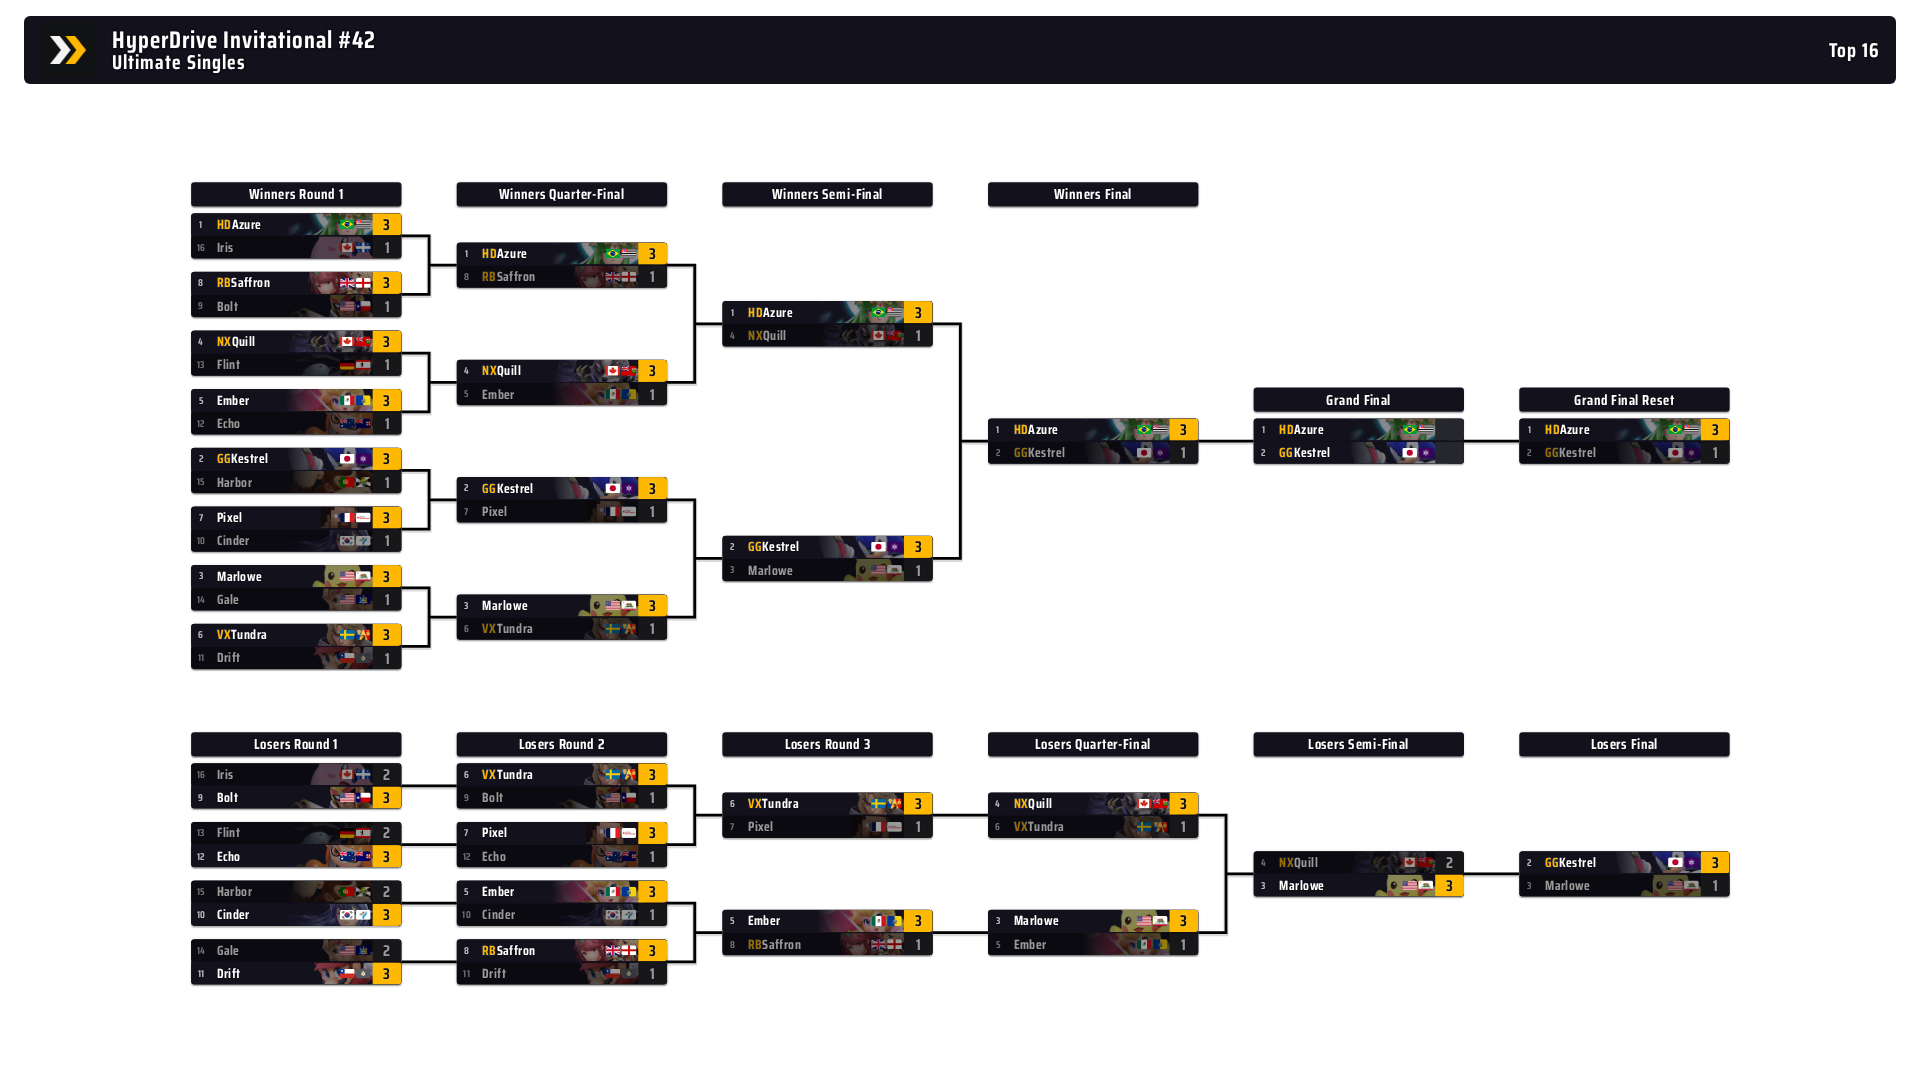 HyperDrive Invitational #42
Ultimate Singles
Top 16
Winners Round 1
1 HDAzure 3
16 Iris 1
8 RBSaffron 3
9 Bolt 1
4 NXQuill 3
13 Flint 1
5 Ember 3
12 Echo 1
2 GGKestrel 3
15 Harbor 1
7 Pixel 3
10 Cinder 1
3 Marlowe 3
14 Gale 1
6 VXTundra 3
11 Drift 1
Winners Quarter-Final
1 HDAzure 3
8 RBSaffron 1
4 NXQuill 3
5 Ember 1
2 GGKestrel 3
7 Pixel 1
3 Marlowe 3
6 VXTundra 1
Winners Semi-Final
1 HDAzure 3
4 NXQuill 1
2 GGKestrel 3
3 Marlowe 1
Winners Final
1 HDAzure 3
2 GGKestrel 1
Grand Final
1 HDAzure
2 GGKestrel
Grand Final Reset
1 HDAzure 3
2 GGKestrel 1
Losers Round 1
16 Iris 2
9 Bolt 3
13 Flint 2
12 Echo 3
15 Harbor 2
10 Cinder 3
14 Gale 2
11 Drift 3
Losers Round 2
6 VXTundra 3
9 Bolt 1
7 Pixel 3
12 Echo 1
5 Ember 3
10 Cinder 1
8 RBSaffron 3
11 Drift 1
Losers Round 3
6 VXTundra 3
7 Pixel 1
5 Ember 3
8 RBSaffron 1
Losers Quarter-Final
4 NXQuill 3
6 VXTundra 1
3 Marlowe 3
5 Ember 1
Losers Semi-Final
4 NXQuill 2
3 Marlowe 3
Losers Final
2 GGKestrel 3
3 Marlowe 1